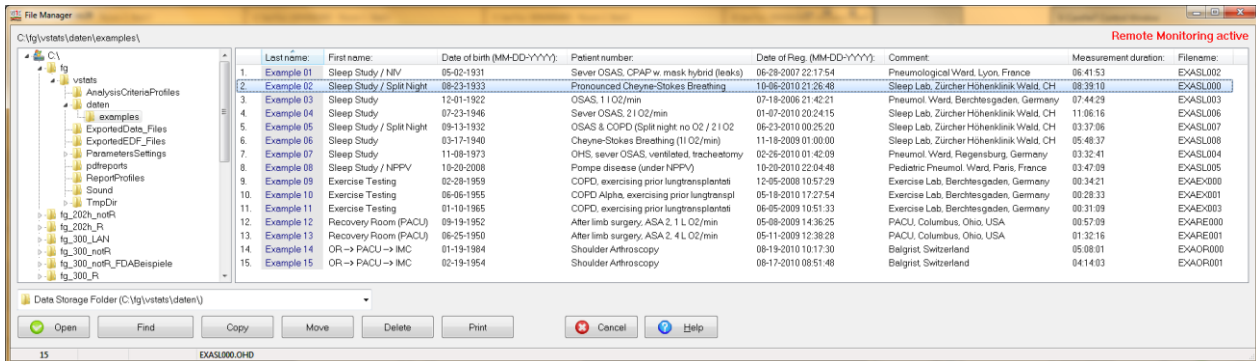 File Manager
C:\fg\vstats\daten\examples\
Remote Monitoring active
C:\
fg
vstats
AnalysisCriteriaProfiles
daten
examples
ExportedData_Files
ExportedEDF_Files
ParametersSettings
pdfreports
ReportProfiles
Sound
TmpDir
fg_202h_notR
fg_202h_R
fg_300_LAN
fg_300_notR
fg_300_notR_FDABeispiele
fg_300_R
Last name: First name: Date of birth (MM-DD-YYYY): Patient number: Date of Reg. (MM-DD-YYYY): Comment: Measurement duration: Filename:
1. Example 01 Sleep Study / NIV 05-02-1931 Sever OSAS, CPAP w. mask hybrid (leaks) 06-28-2007 22:17:54 Pneumological Ward, Lyon, France 06:41:53 EXASL002
2. Example 02 Sleep Study / Split Night 08-23-1933 Pronounced Cheyne-Stokes Breathing 10-06-2010 21:26:48 Sleep Lab, Zürcher Höhenklinik Wald, CH 08:39:10 EXASL000
3. Example 03 Sleep Study 12-01-1922 OSAS, 1 l O2/min 07-18-2006 21:42:21 Pneumol. Ward, Berchtesgaden, Germany 07:44:29 EXASL003
4. Example 04 Sleep Study 07-23-1946 Sever OSAS, 2 l O2/min 01-07-2010 20:24:15 Sleep Lab, Zürcher Höhenklinik Wald, CH 11:06:16 EXASL006
5. Example 05 Sleep Study / Split Night 09-13-1932 OSAS & COPD (Split night: no O2 / 2 l O2 06-23-2010 00:25:20 Sleep Lab, Zürcher Höhenklinik Wald, CH 03:37:06 EXASL007
6. Example 06 Sleep Study 03-17-1940 Cheyne-Stokes Breathing (1l O2/min) 11-18-2009 01:00:00 Sleep Lab, Zürcher Höhenklinik Wald, CH 05:48:37 EXASL008
7. Example 07 Sleep Study 11-08-1973 OHS, sever OSAS, ventilated, tracheatomy 02-26-2010 01:42:09 Pneumol. Ward, Regensburg, Germany 03:32:41 EXASL004
8. Example 08 Sleep Study / NPPV 10-20-2008 Pompe disease (under NPPV) 10-20-2010 22:04:48 Pediatric Pneumol. Ward, Paris, France 03:47:09 EXASL005
9. Example 09 Exercise Testing 02-28-1959 COPD, exercising prior lungtransplantati 12-05-2008 10:57:29 Exercise Lab, Berchtesgaden, Germany 00:34:21 EXAEX000
10. Example 10 Exercise Testing 06-06-1955 COPD Alpha, exercising prior lungtranspl 05-18-2010 17:27:54 Exercise Lab, Berchtesgaden, Germany 00:28:33 EXAEX001
11. Example 11 Exercise Testing 01-10-1965 COPD, exercising prior lungtransplantati 06-05-2009 10:51:33 Exercise Lab, Berchtesgaden, Germany 00:31:09 EXAEX003
12. Example 12 Recovery Room (PACU) 09-19-1952 After limb surgery, ASA 2, 1 L O2/min 05-08-2009 14:36:25 PACU, Columbus, Ohio, USA 00:57:09 EXARE000
13. Example 13 Recovery Room (PACU) 06-25-1950 After limb surgery, ASA 2, 4 L O2/min 05-11-2009 12:38:28 PACU, Columbus, Ohio, USA 01:32:16 EXARE001
14. Example 14 OR -> PACU -> IMC 01-19-1984 Shoulder Arthroscopy 08-19-2010 10:17:30 Balgrist, Switzerland 05:08:01 EXAOR000
15. Example 15 OR -> PACU -> IMC 02-19-1954 Shoulder Arthroscopy 08-17-2010 08:51:48 Balgrist, Switzerland 04:14:03 EXAOR001
Data Storage Folder (C:\fg\vstats\daten\)
Open Find Copy Move Delete Print Cancel Help
15 EXASL000.OHD